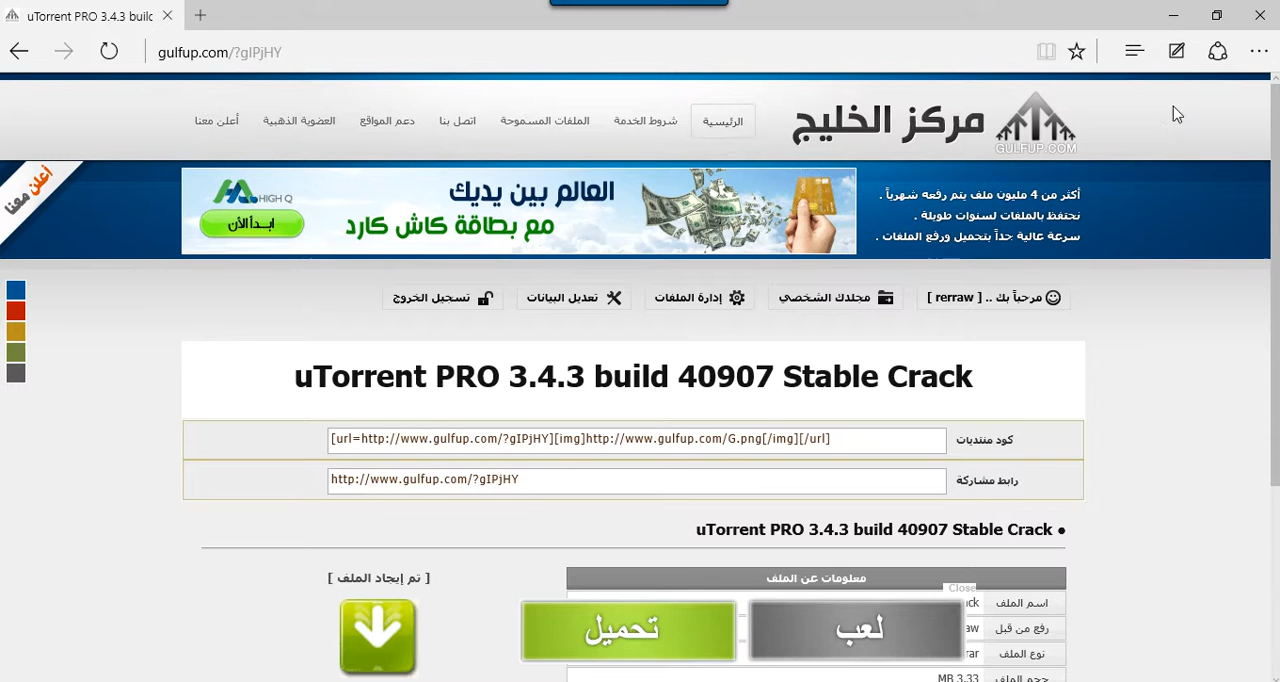 uTorrent PRO 3.4.3 builc
gulfup.com/?gIPjHY
مركز الخليج
GULFUP.COM
الرئيسية
شروط الخدمة
الملفات المسموحة
اتصل بنا
دعم المواقع
العضوية الذهبية
أعلن معنا
أعلن معنا
HIGH Q
ابدأ الأن
العالم بين يديك
مع بطاقة كاش كارد
أكثر من 4 مليون ملف يتم رفعه شهرياً .
نحتفظ بالملفات لسنوات طويلة .
سرعة عالية جداً بتحميل ورفع الملفات .
مرحباً بك .. [ rerraw ]
مجلدك الشخصي
إدارة الملفات
تعديل البيانات
تسجيل الخروج
uTorrent PRO 3.4.3 build 40907 Stable Crack
كود منتديات
[url=http://www.gulfup.com/?gIPjHY][img]http://www.gulfup.com/G.png[/img][/url]
رابط مشاركة
http://www.gulfup.com/?gIPjHY
● uTorrent PRO 3.4.3 build 40907 Stable Crack
معلومات عن الملف
[ تم إيجاد الملف ]
Close
اسم الملف
ack
رفع من قبل
aw
نوع الملف
rar
حجم الملف
3.33 MB
لعب
تحميل